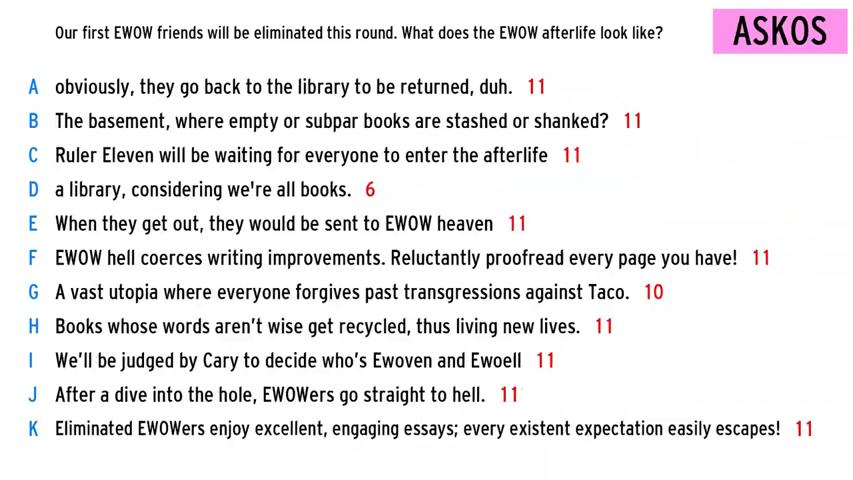 Our first EWOW friends will be eliminated this round. What does the EWOW afterlife look like?
ASKOS
A obviously, they go back to the library to be returned, duh. 11
B The basement, where empty or subpar books are stashed or shanked? 11
C Ruler Eleven will be waiting for everyone to enter the afterlife 11
D a library, considering we're all books. 6
E When they get out, they would be sent to EWOW heaven 11
F EWOW hell coerces writing improvements. Reluctantly proofread every page you have! 11
G A vast utopia where everyone forgives past transgressions against Taco. 10
H Books whose words aren't wise get recycled, thus living new lives. 11
I We'll be judged by Cary to decide who's Ewoven and Ewoell 11
J After a dive into the hole, EWOWers go straight to hell. 11
K Eliminated EWOWers enjoy excellent, engaging essays; every existent expectation easily escapes! 11